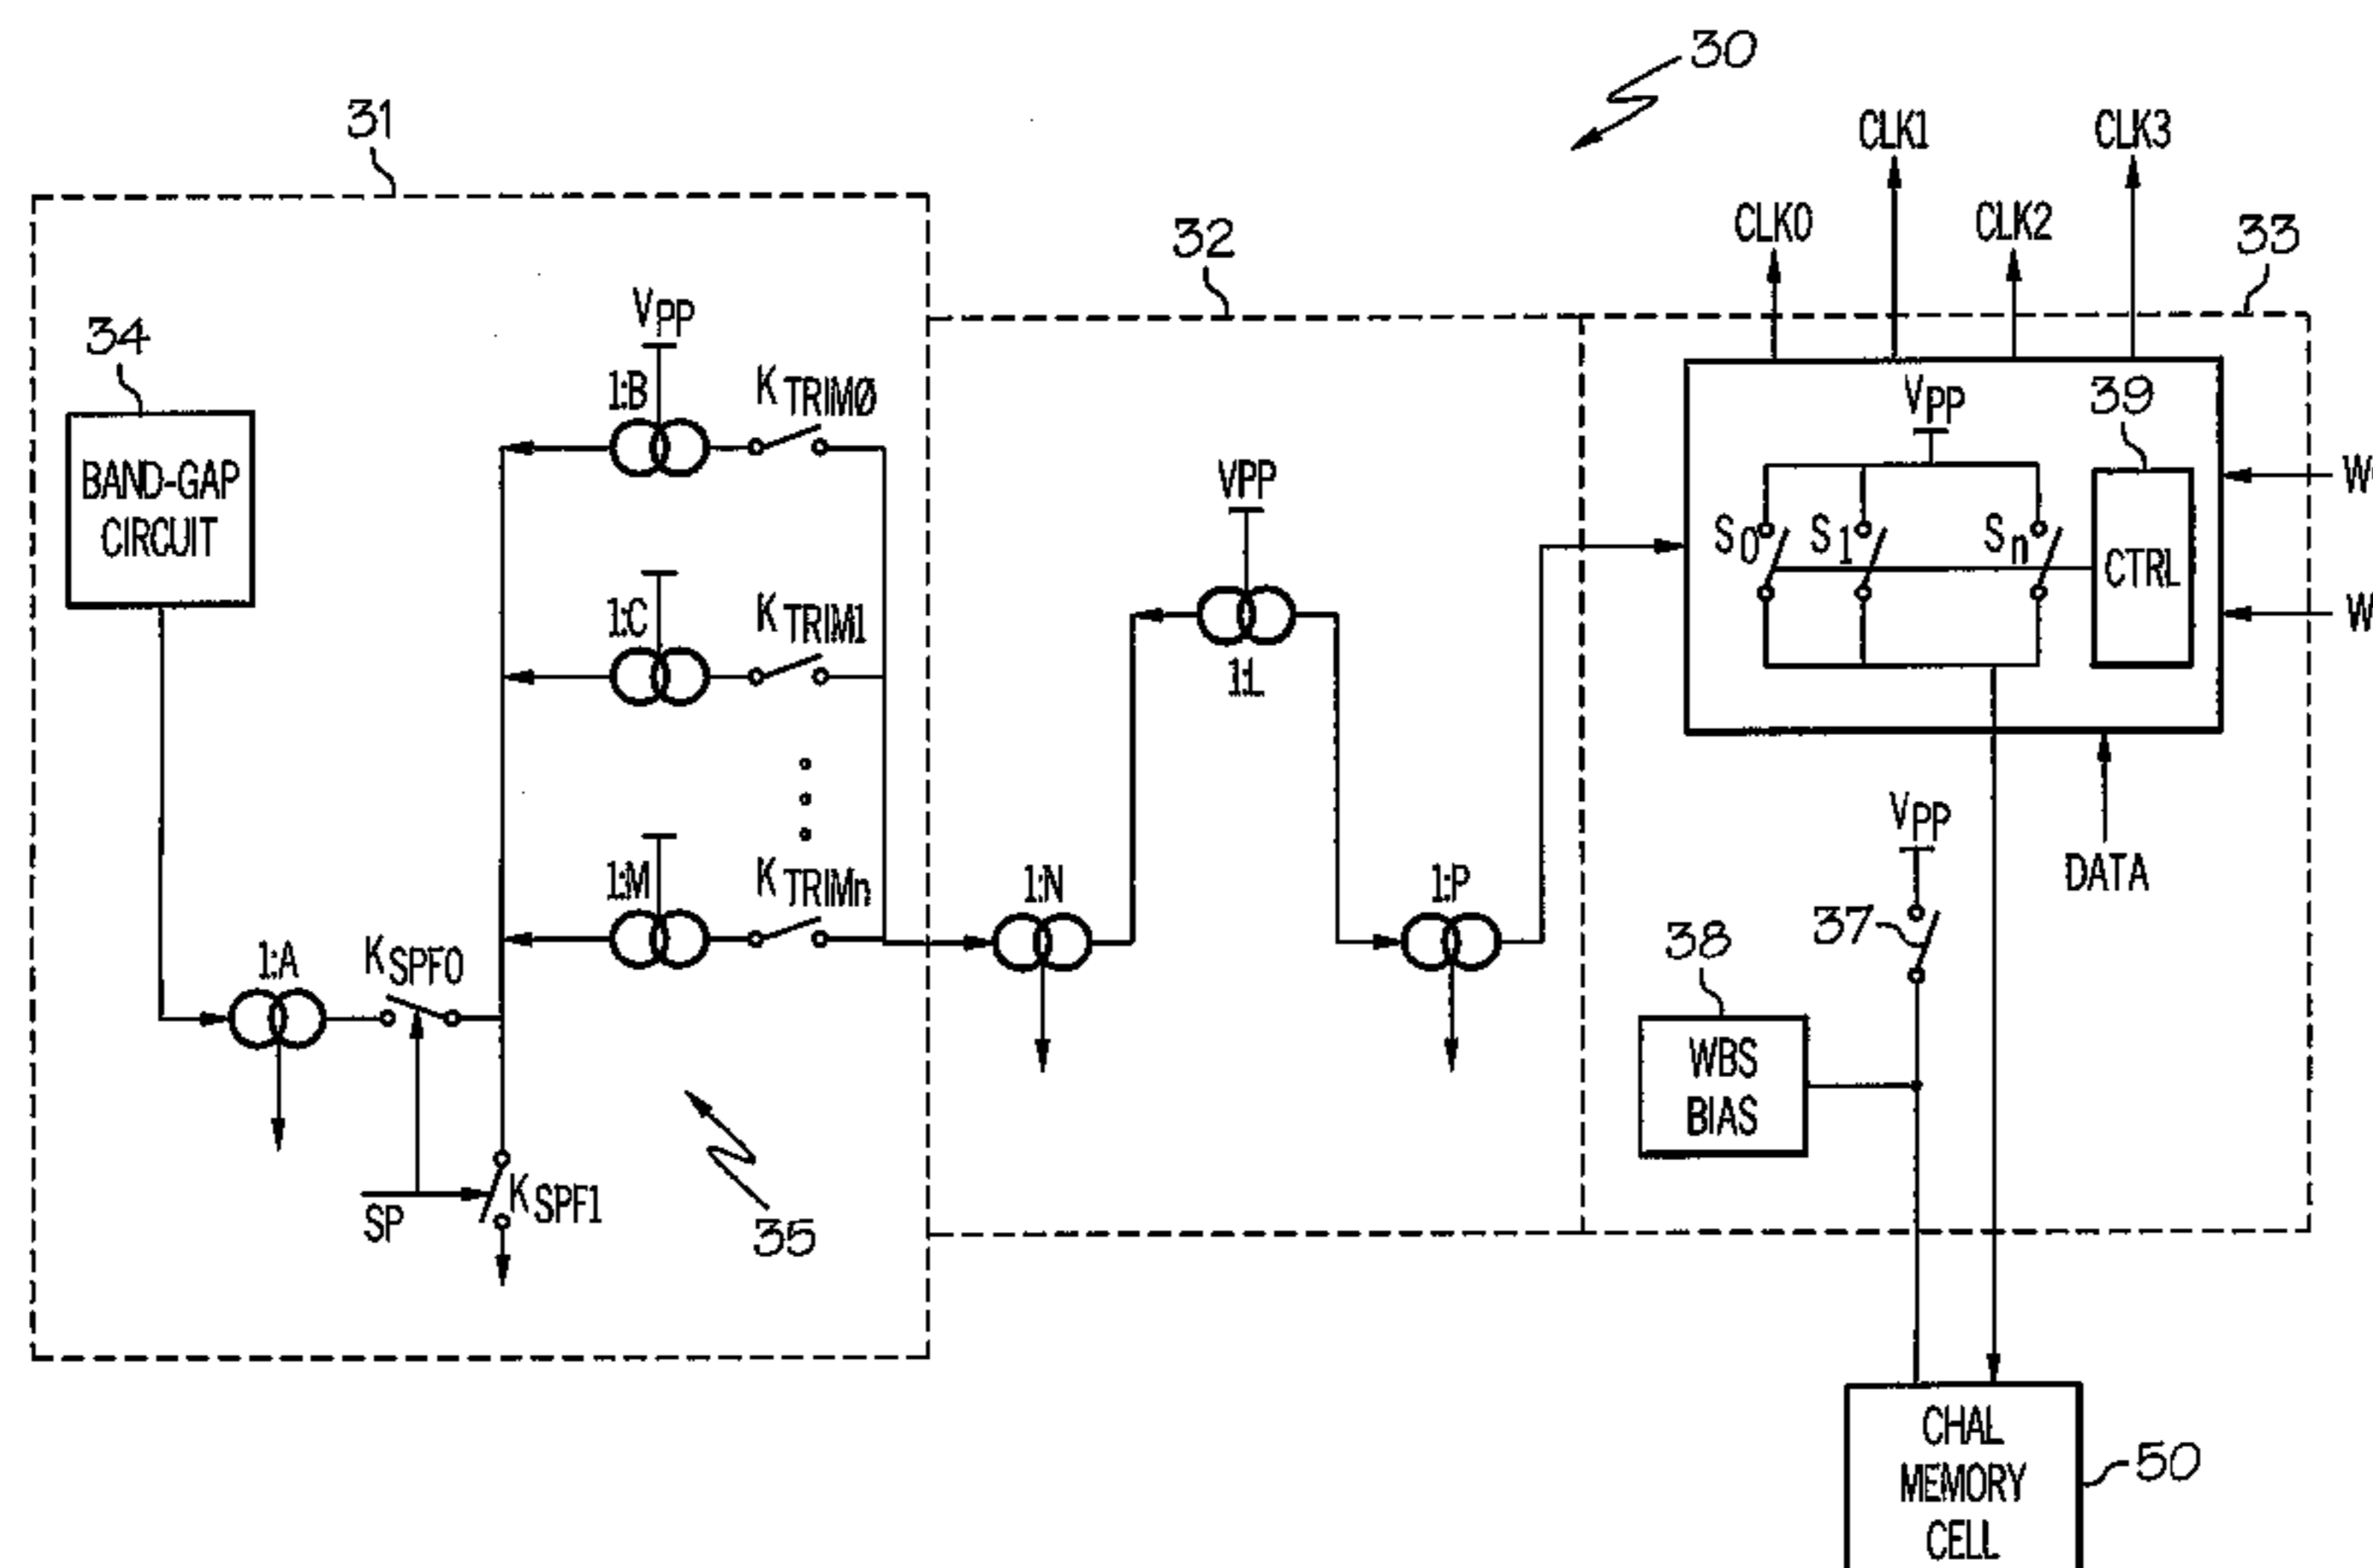 30
31
CLK1
CLK3
32
CLK0
CLK2
33
34
VPP
1:B
KTRIMØ
BAND-GAP
CIRCUIT
VPP
39
VPP
S0
S1
Sn
CTRL
1:C
KTRIM1
1:L
1:M
KTRIMn
1:N
1:P
VPP
DATA
37
38
1:A
KSPF0
WBS
BIAS
SP
KSPF1
35
CHAL
MEMORY
CELL
50